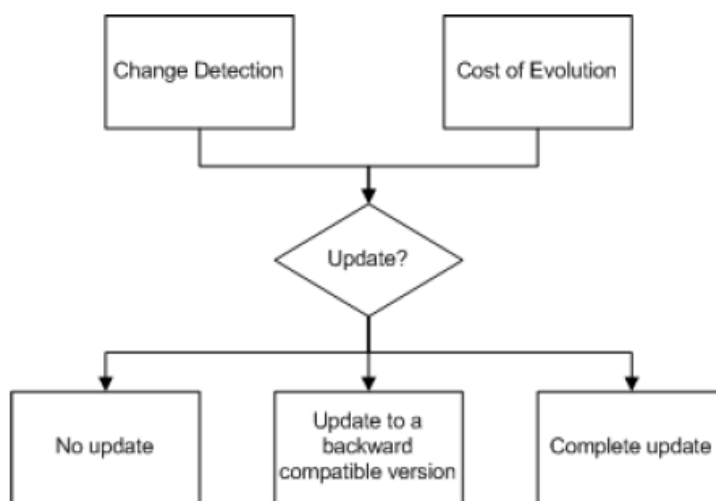 Change Detection
Cost of Evolution
Update?
No update
Update to a
backward
compatible version
Complete update